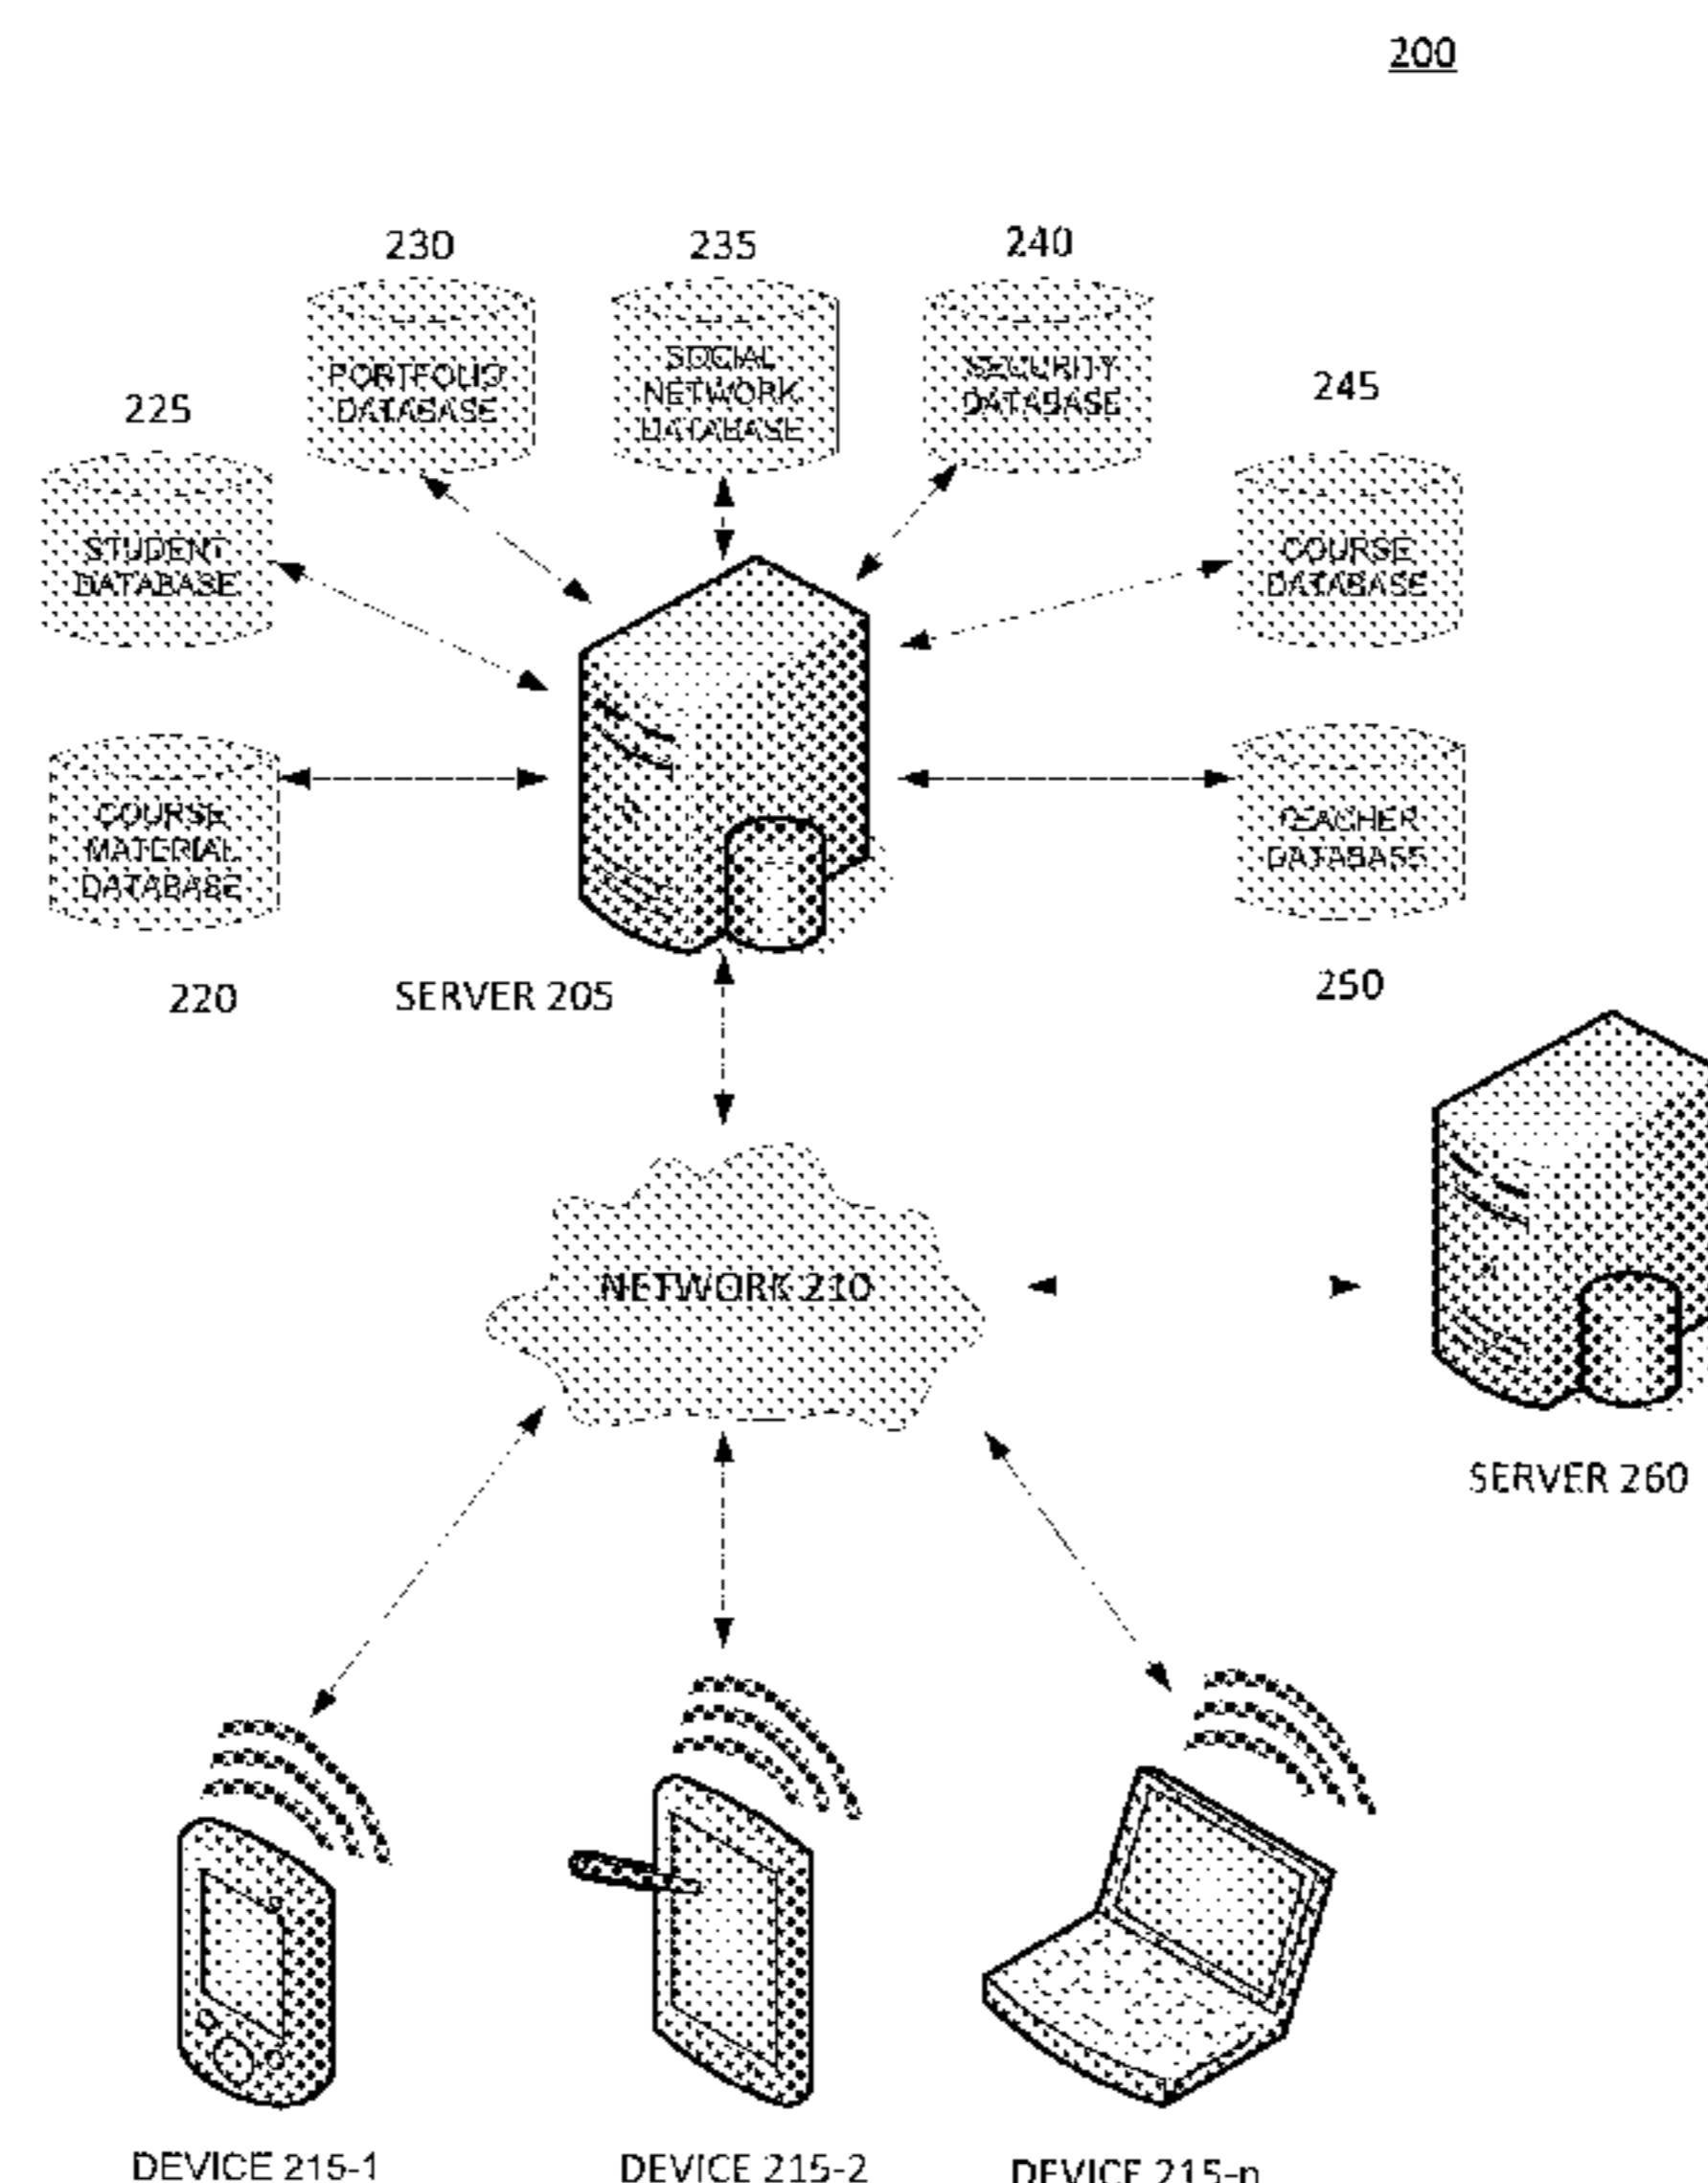 200
230
235
240
PORTFOLIO
DATABASE
SOCIAL
NETWORK
DATABASE
SECURITY
DATABASE
225
245
STUDENT
DATABASE
COURSE
DATABASE
COURSE
MATERIAL
DATABASE
TEACHER
DATABASE
220
SERVER 205
250
NETWORK 210
SERVER 260
DEVICE 215-1
DEVICE 215-2
DEVICE 215-n